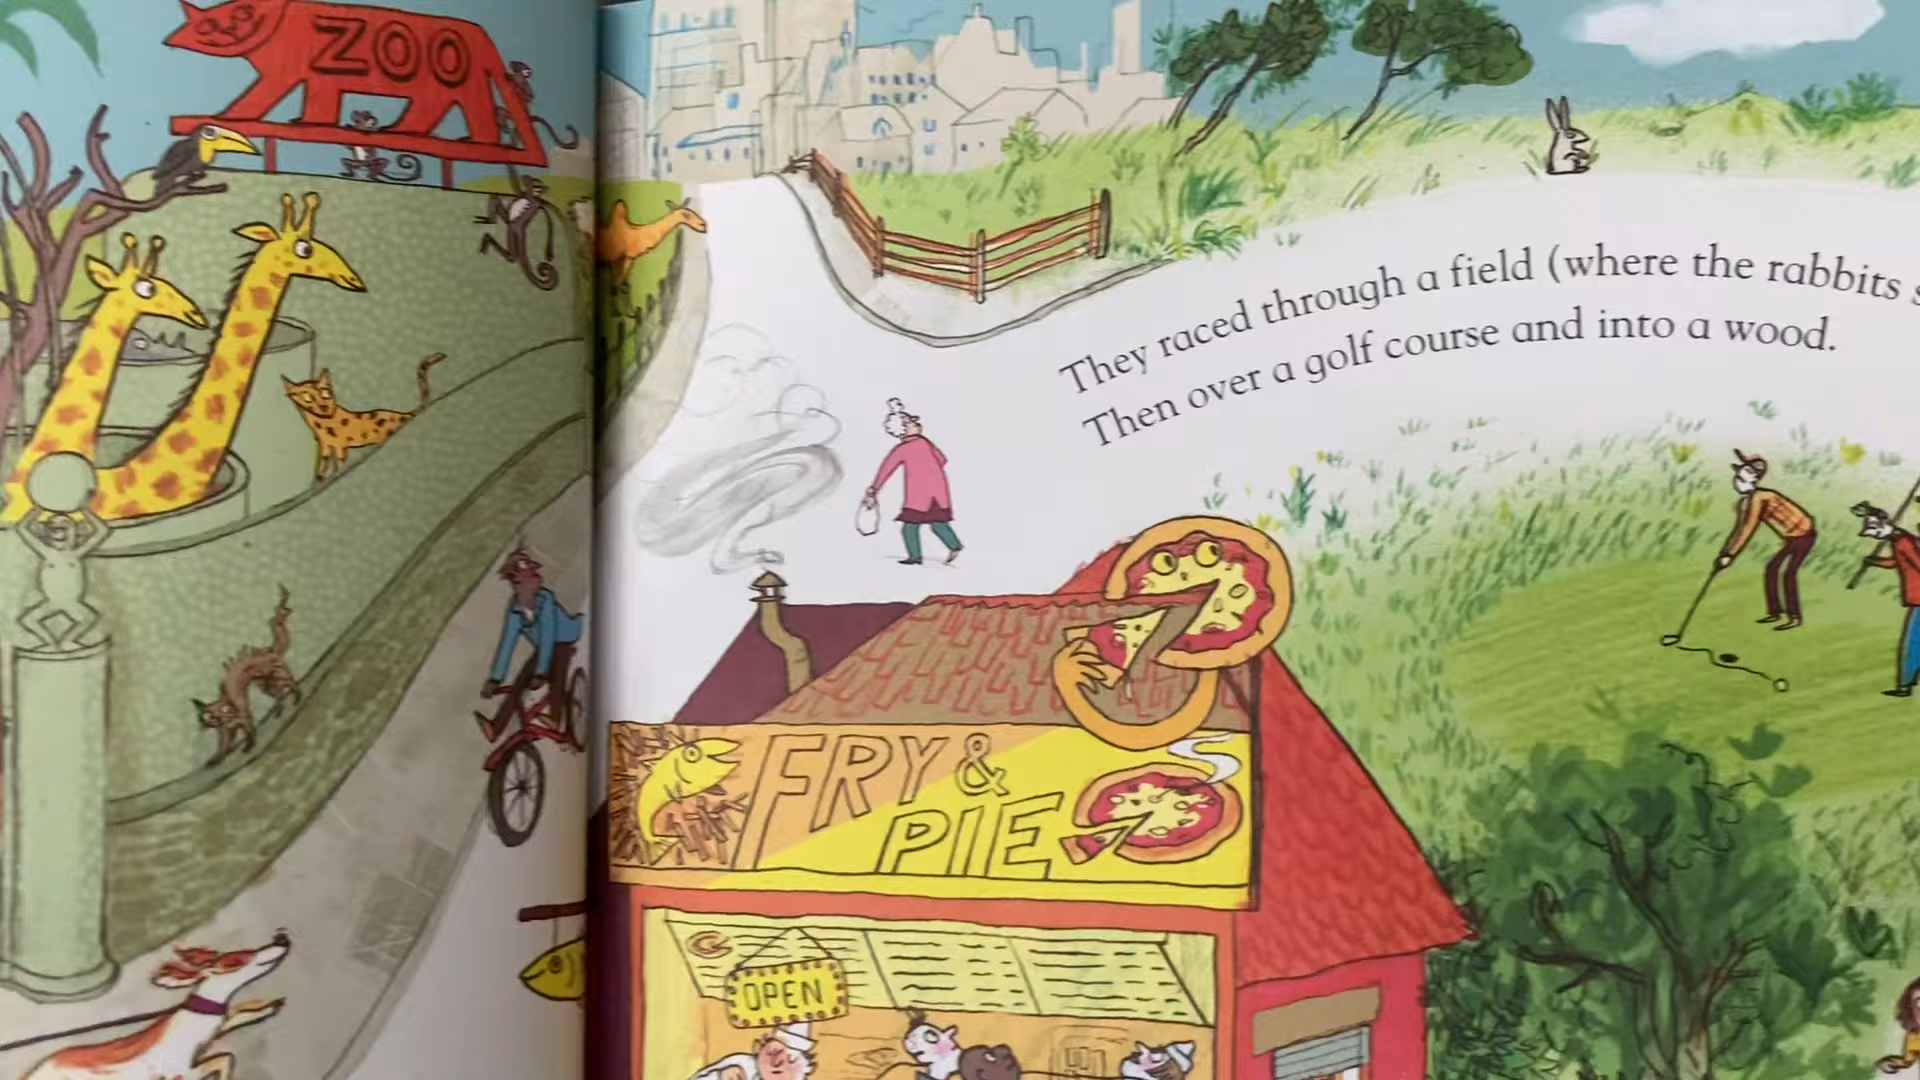 ZOO
They raced through a field (where the rabbits
Then over a golf course and into a wood.
FRY &
PIE
OPEN